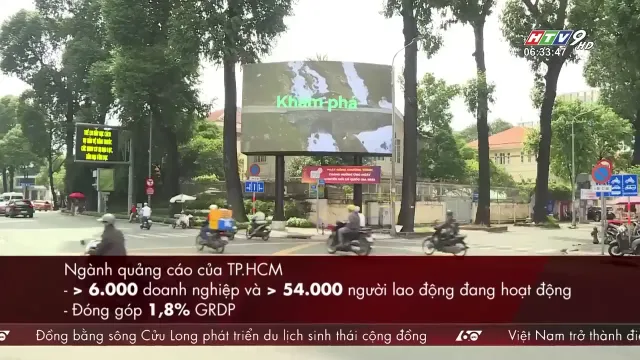 HTV9 HD
06:33:47
Khám phá
Ngành quảng cáo của TP.HCM
- > 6.000 doanh nghiệp và > 54.000 người lao động đang hoạt động
- Đóng góp 1,8% GRDP
Đồng bằng sông Cửu Long phát triển du lịch sinh thái cộng đồng
60
Việt Nam trở thành đi